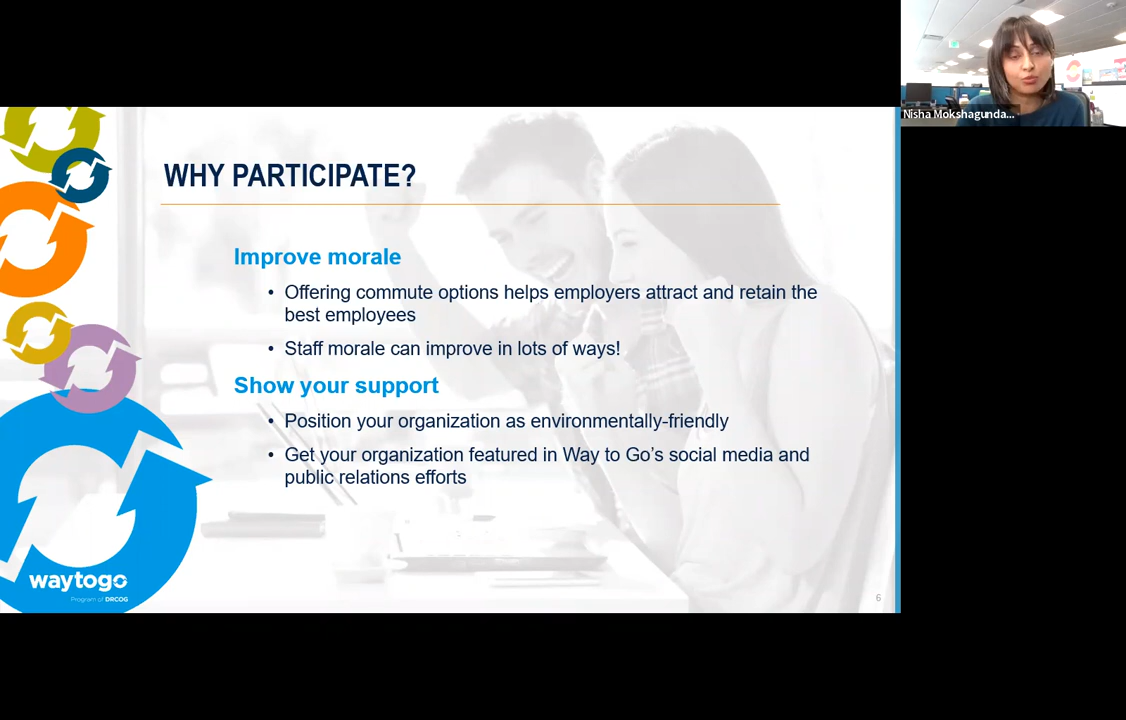 Nisha Mokshagunda...
WHY PARTICIPATE?
Improve morale
• Offering commute options helps employers attract and retain the
best employees
• Staff morale can improve in lots of ways!
Show your support
• Position your organization as environmentally-friendly
• Get your organization featured in Way to Go’s social media and
public relations efforts
waytogo
Program of DRCOG
6